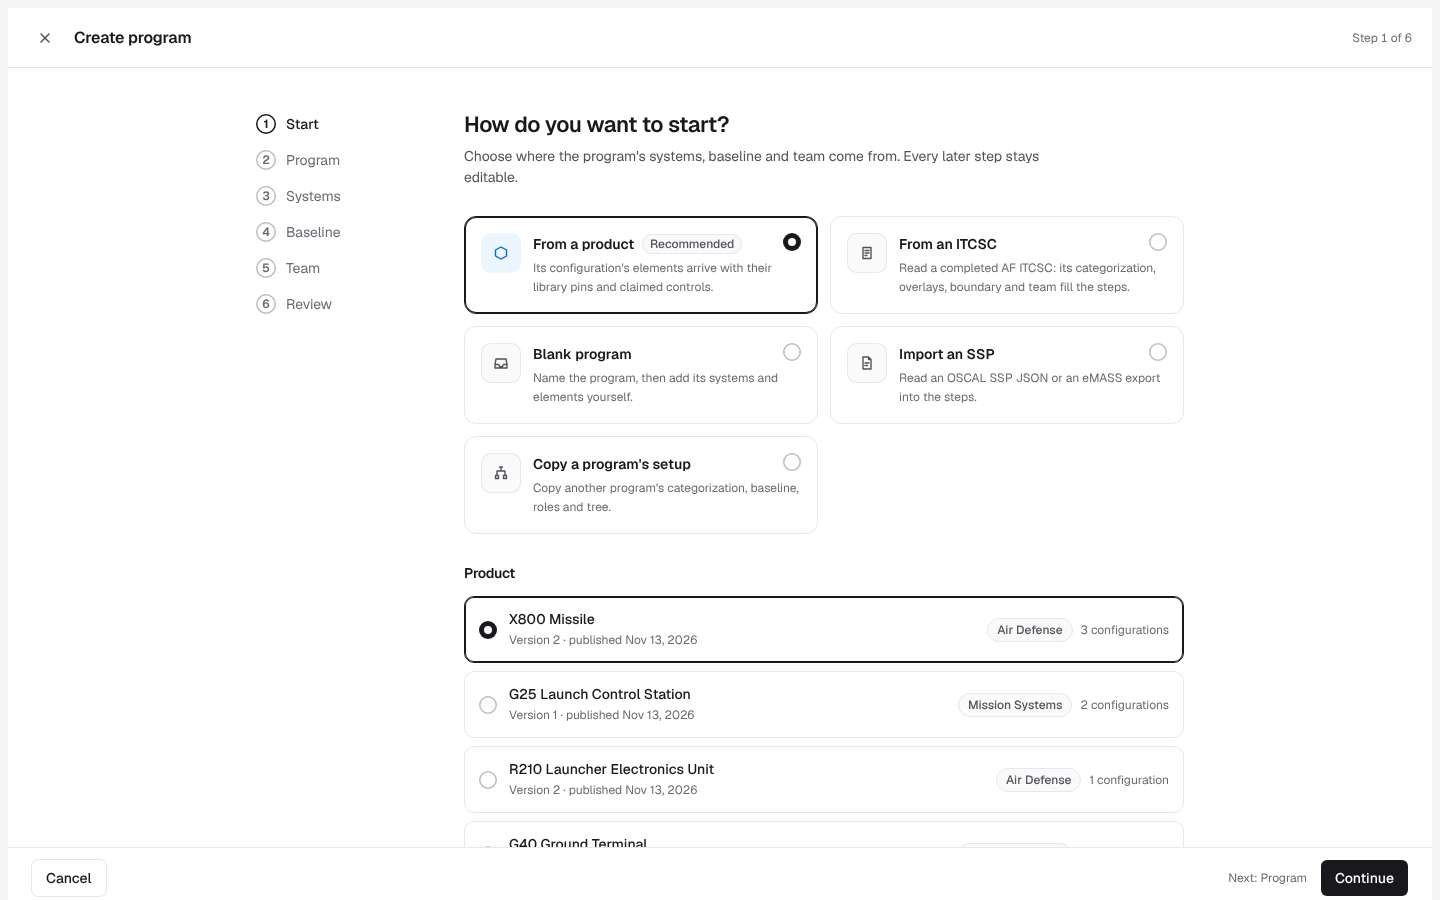 Create program
Step 1 of 6
1 Start
2 Program
3 Systems
4 Baseline
5 Team
6 Review
How do you want to start?
Choose where the program's systems, baseline and team come from. Every later step stays
editable.
From a product Recommended
Its configuration's elements arrive with their
library pins and claimed controls.
From an ITCSC
Read a completed AF ITCSC: its categorization,
overlays, boundary and team fill the steps.
Blank program
Name the program, then add its systems and
elements yourself.
Import an SSP
Read an OSCAL SSP JSON or an eMASS export
into the steps.
Copy a program's setup
Copy another program's categorization, baseline,
roles and tree.
Product
X800 Missile
Version 2 · published Nov 13, 2026
Air Defense 3 configurations
G25 Launch Control Station
Version 1 · published Nov 13, 2026
Mission Systems 2 configurations
R210 Launcher Electronics Unit
Version 2 · published Nov 13, 2026
Air Defense 1 configuration
G40 Ground Terminal
Cancel
Next: Program
Continue